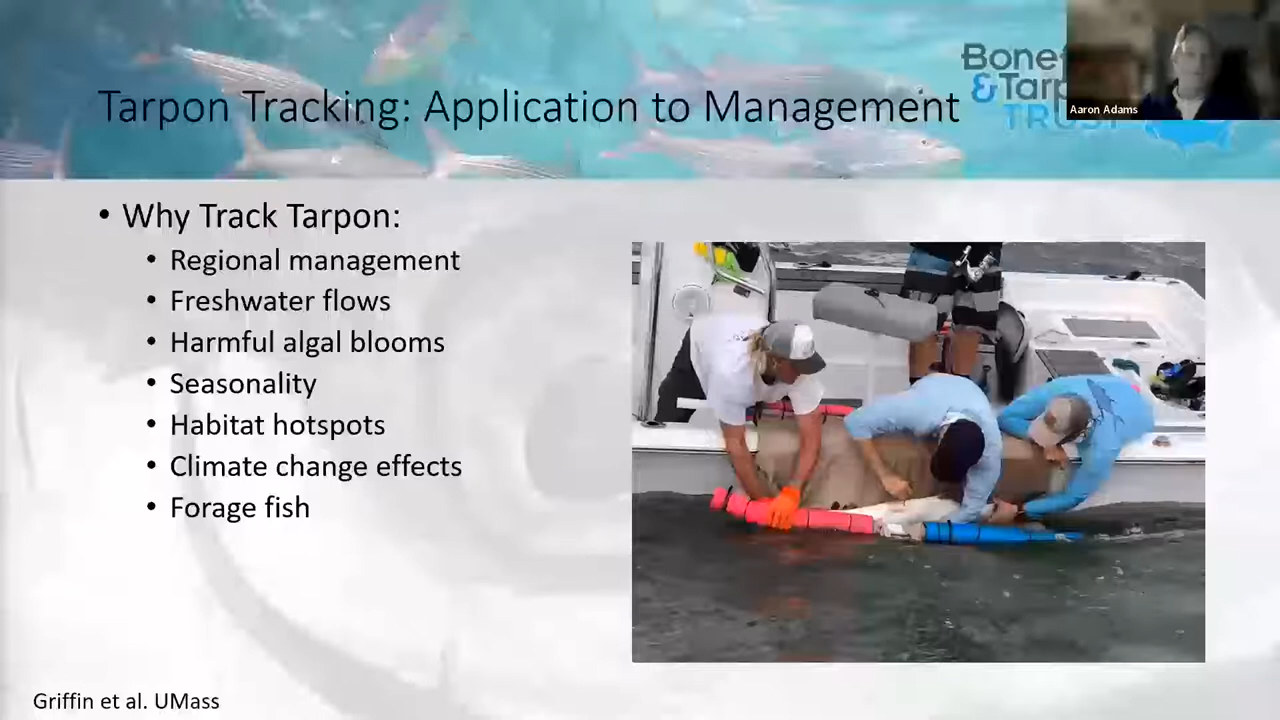 Tarpon Tracking: Application to Management
& 
TRUST
Aaron Adams
• Why Track Tarpon:
• Regional management
• Freshwater flows
• Harmful algal blooms
• Seasonality
• Habitat hotspots
• Climate change effects
• Forage fish
Griffin et al. UMass